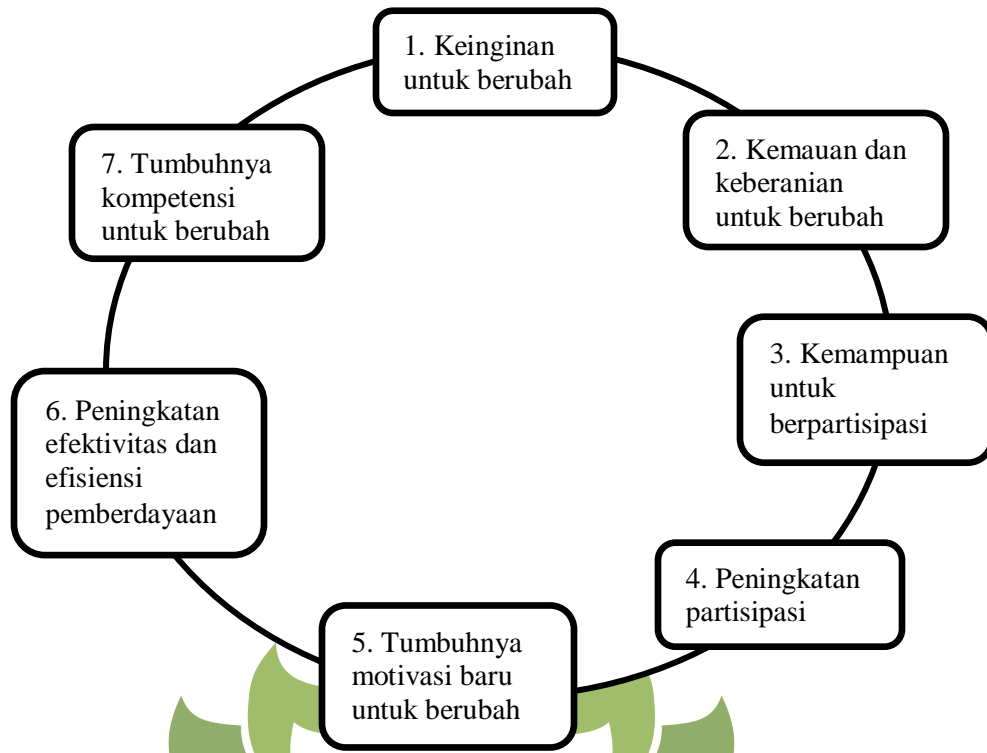 1. Keinginan
untuk berubah
2. Kemauan dan
keberanian
untuk berubah
3. Kemampuan
untuk
berpartisipasi
4. Peningkatan
partisipasi
5. Tumbuhnya
motivasi baru
untuk berubah
6. Peningkatan
efektivitas dan
efisiensi
pemberdayaan
7. Tumbuhnya
kompetensi
untuk berubah